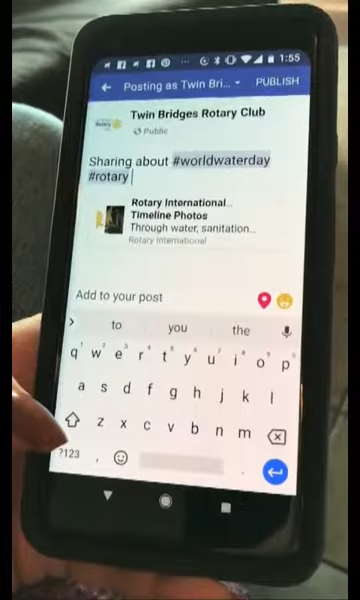 1:55
Posting as Twin Bri... PUBLISH
Twin Bridges Rotary Club
Public
Rotary
Sharing about #worldwaterday
#rotary
Rotary International...
Timeline Photos
Through water, sanitation...
Rotary International
Add to your post
to you the
q w e r t y u i o p
a s d f g h j k l
z x c v b n m
?123 , .